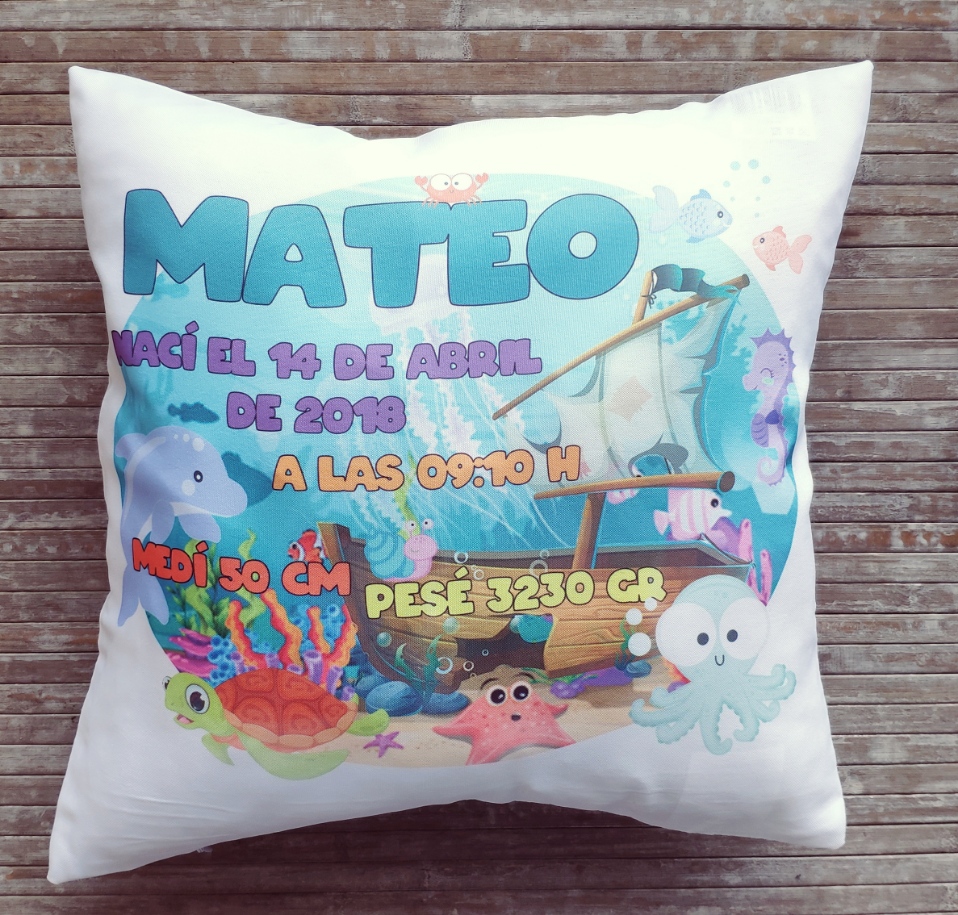 MATEO
NACÍ EL 14 DE ABRIL
DE 2018
A LAS 09:10 H
MEDÍ 50 CM
PESÉ 3230 GR